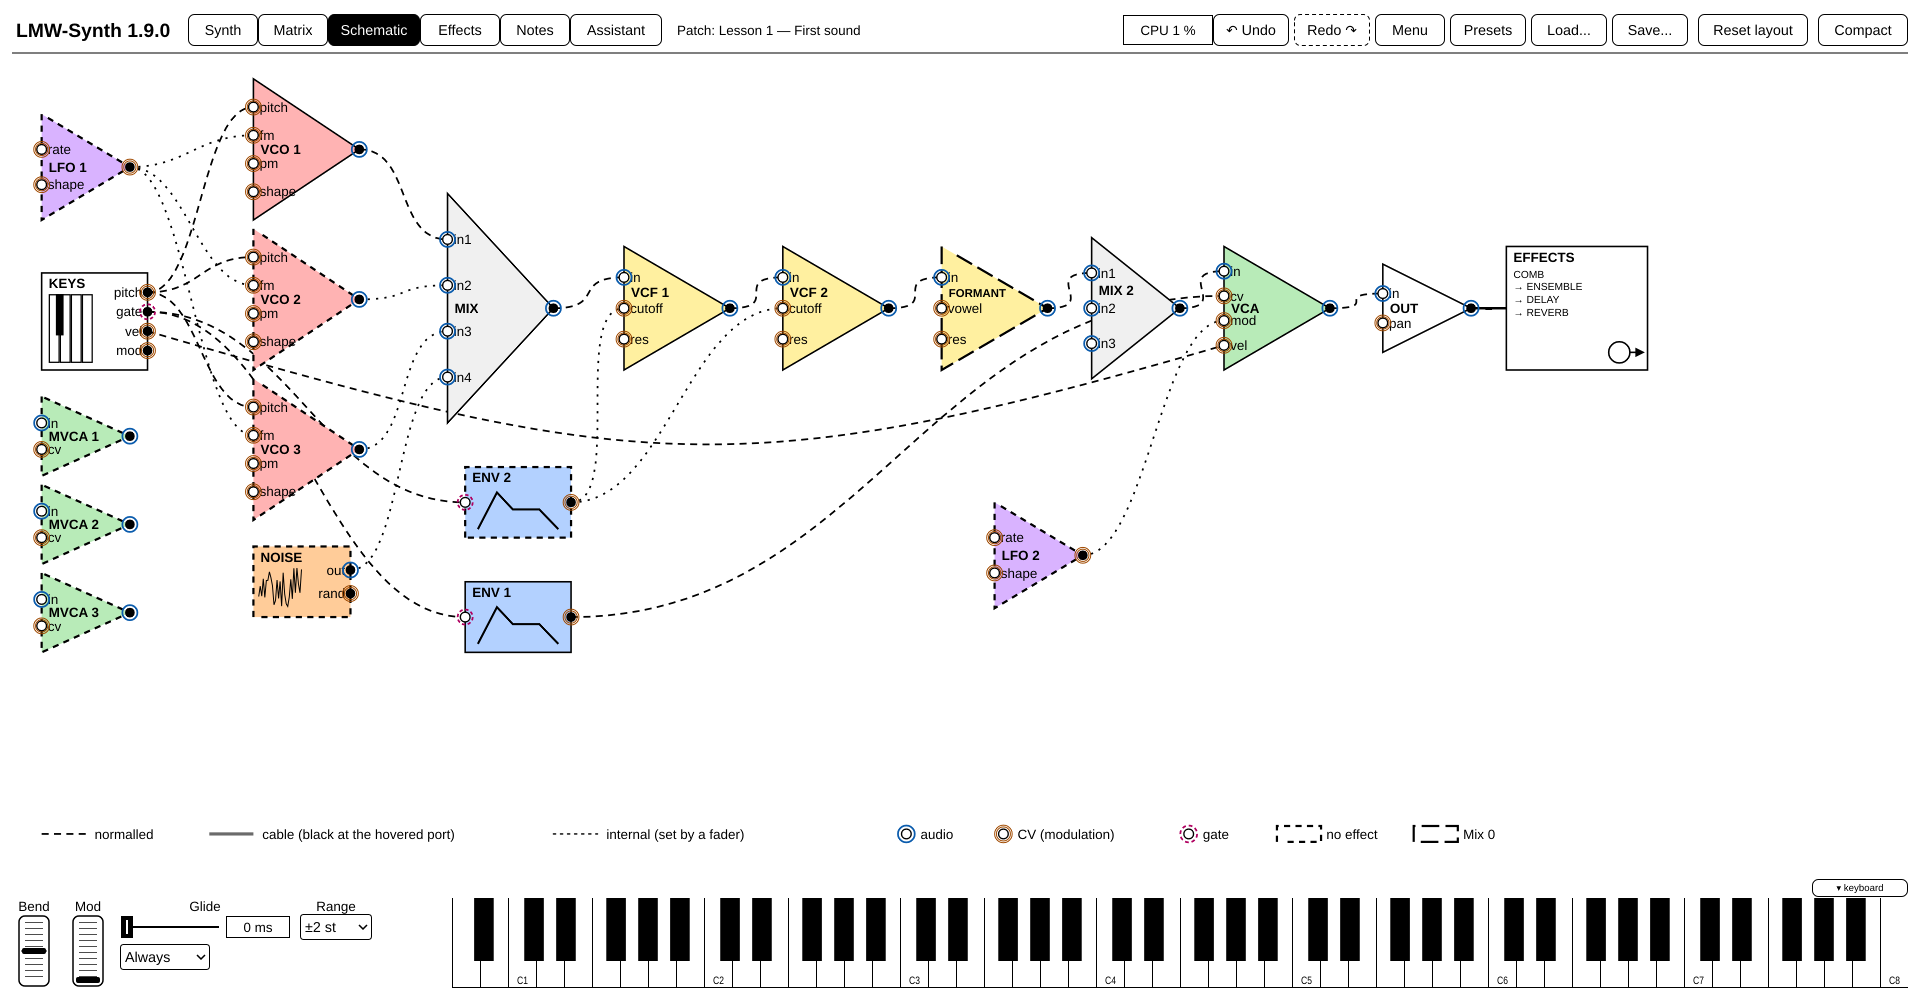 LMW-Synth 1.9.0
Synth
Matrix
Schematic
Effects
Notes
Assistant
Patch: Lesson 1 — First sound
CPU 1 %
↶ Undo
Redo ↷
Menu
Presets
Load...
Save...
Reset layout
Compact
rate
LFO 1
shape
pitch
fm
VCO 1
pm
shape
KEYS
pitch
gate
vel
mod
pitch
fm
VCO 2
pm
shape
pitch
fm
VCO 3
pm
shape
in1
in2
MIX
in3
in4
in
VCF 1
cutoff
res
in
VCF 2
cutoff
res
in
FORMANT
vowel
res
in1
MIX 2
in2
in3
in
cv
VCA
mod
vel
in
OUT
pan
EFFECTS
COMB
→ ENSEMBLE
→ DELAY
→ REVERB
in
MVCA 1
cv
in
MVCA 2
cv
in
MVCA 3
cv
NOISE
out
rand
ENV 2
ENV 1
rate
LFO 2
shape
normalled
cable (black at the hovered port)
internal (set by a fader)
audio
CV (modulation)
gate
no effect
Mix 0
▾ keyboard
Bend
Mod
Glide
0 ms
Range
±2 st
Always
C1
C2
C3
C4
C5
C6
C7
C8